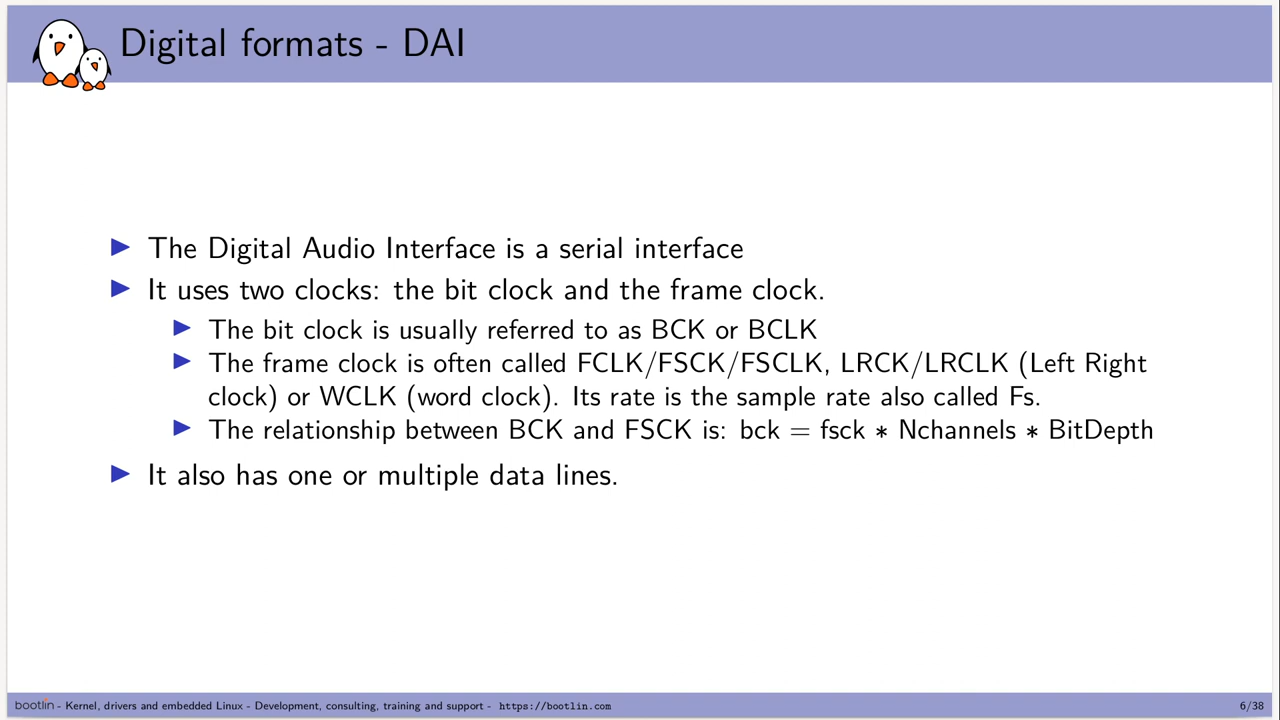 Digital formats - DAI
The Digital Audio Interface is a serial interface
It uses two clocks: the bit clock and the frame clock.
The bit clock is usually referred to as BCK or BCLK
The frame clock is often called FCLK/FSCK/FSCLK, LRCK/LRCLK (Left Right
clock) or WCLK (word clock). Its rate is the sample rate also called Fs.
The relationship between BCK and FSCK is: bck = fsck ∗ Nchannels ∗ BitDepth
It also has one or multiple data lines.
bootlin - Kernel, drivers and embedded Linux - Development, consulting, training and support - https://bootlin.com 6/38